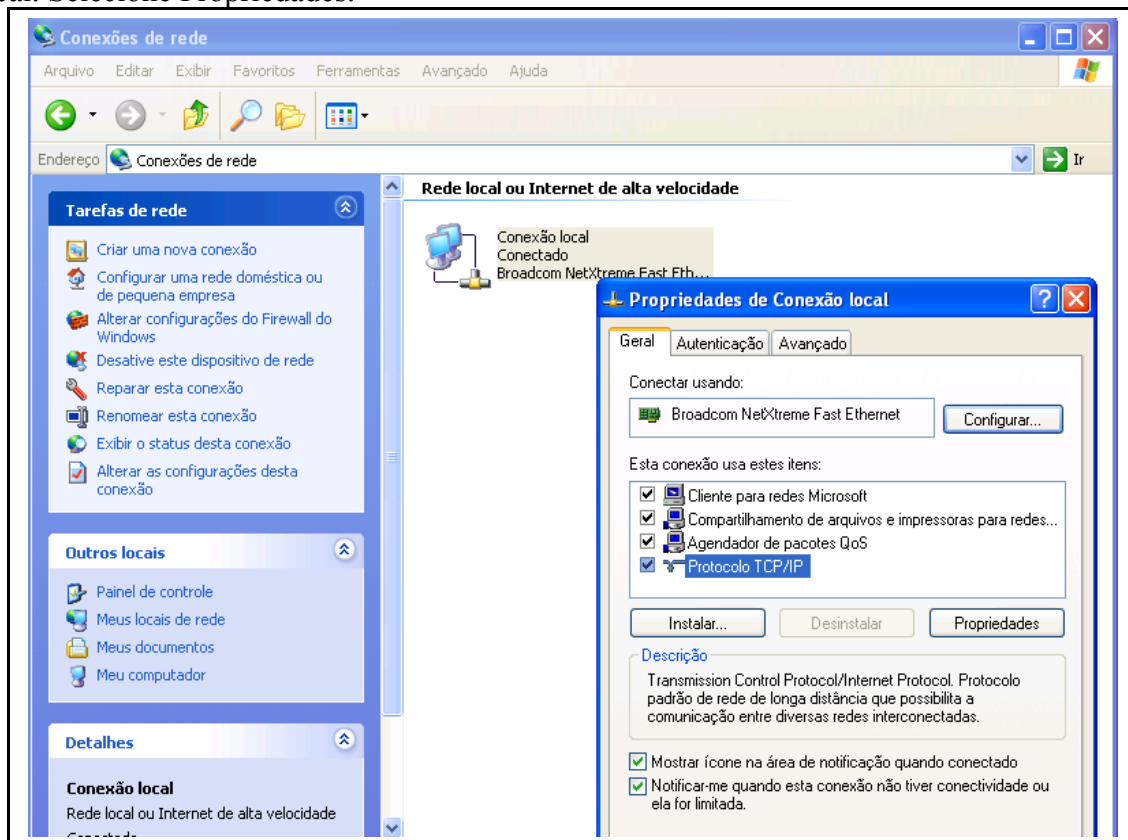 Selecione Propriedades.
Conexões de rede
Arquivo Editar Exibir Favoritos Ferramentas Avançado Ajuda
Endereço Conexões de rede Ir
Tarefas de rede
Criar uma nova conexão
Configurar uma rede doméstica ou
de pequena empresa
Alterar configurações do Firewall do
Windows
Desative este dispositivo de rede
Reparar esta conexão
Renomear esta conexão
Exibir o status desta conexão
Alterar as configurações desta
conexão
Outros locais
Painel de controle
Meus locais de rede
Meus documentos
Meu computador
Detalhes
Conexão local
Rede local ou Internet de alta velocidade
Conectado
Rede local ou Internet de alta velocidade
Conexão local
Conectado
Broadcom NetXtreme Fast Eth...
Propriedades de Conexão local
Geral Autenticação Avançado
Conectar usando:
Broadcom NetXtreme Fast Ethernet Configurar...
Esta conexão usa estes itens:
Cliente para redes Microsoft
Compartilhamento de arquivos e impressoras para redes...
Agendador de pacotes QoS
Protocolo TCP/IP
Instalar... Desinstalar Propriedades
Descrição
Transmission Control Protocol/Internet Protocol. Protocolo
padrão de rede de longa distância que possibilita a
comunicação entre diversas redes interconectadas.
Mostrar ícone na área de notificação quando conectado
Notificar-me quando esta conexão não tiver conectividade ou
ela for limitada.